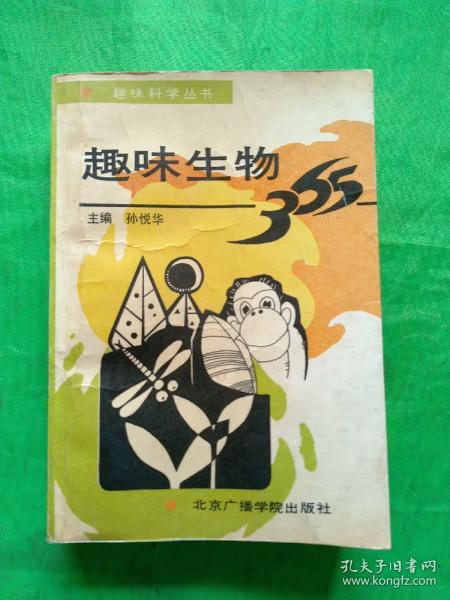 趣味科学丛书
趣味生物
365
主编 孙悦华
北京广播学院出版社
孔夫子旧书网
www.kongfz.com